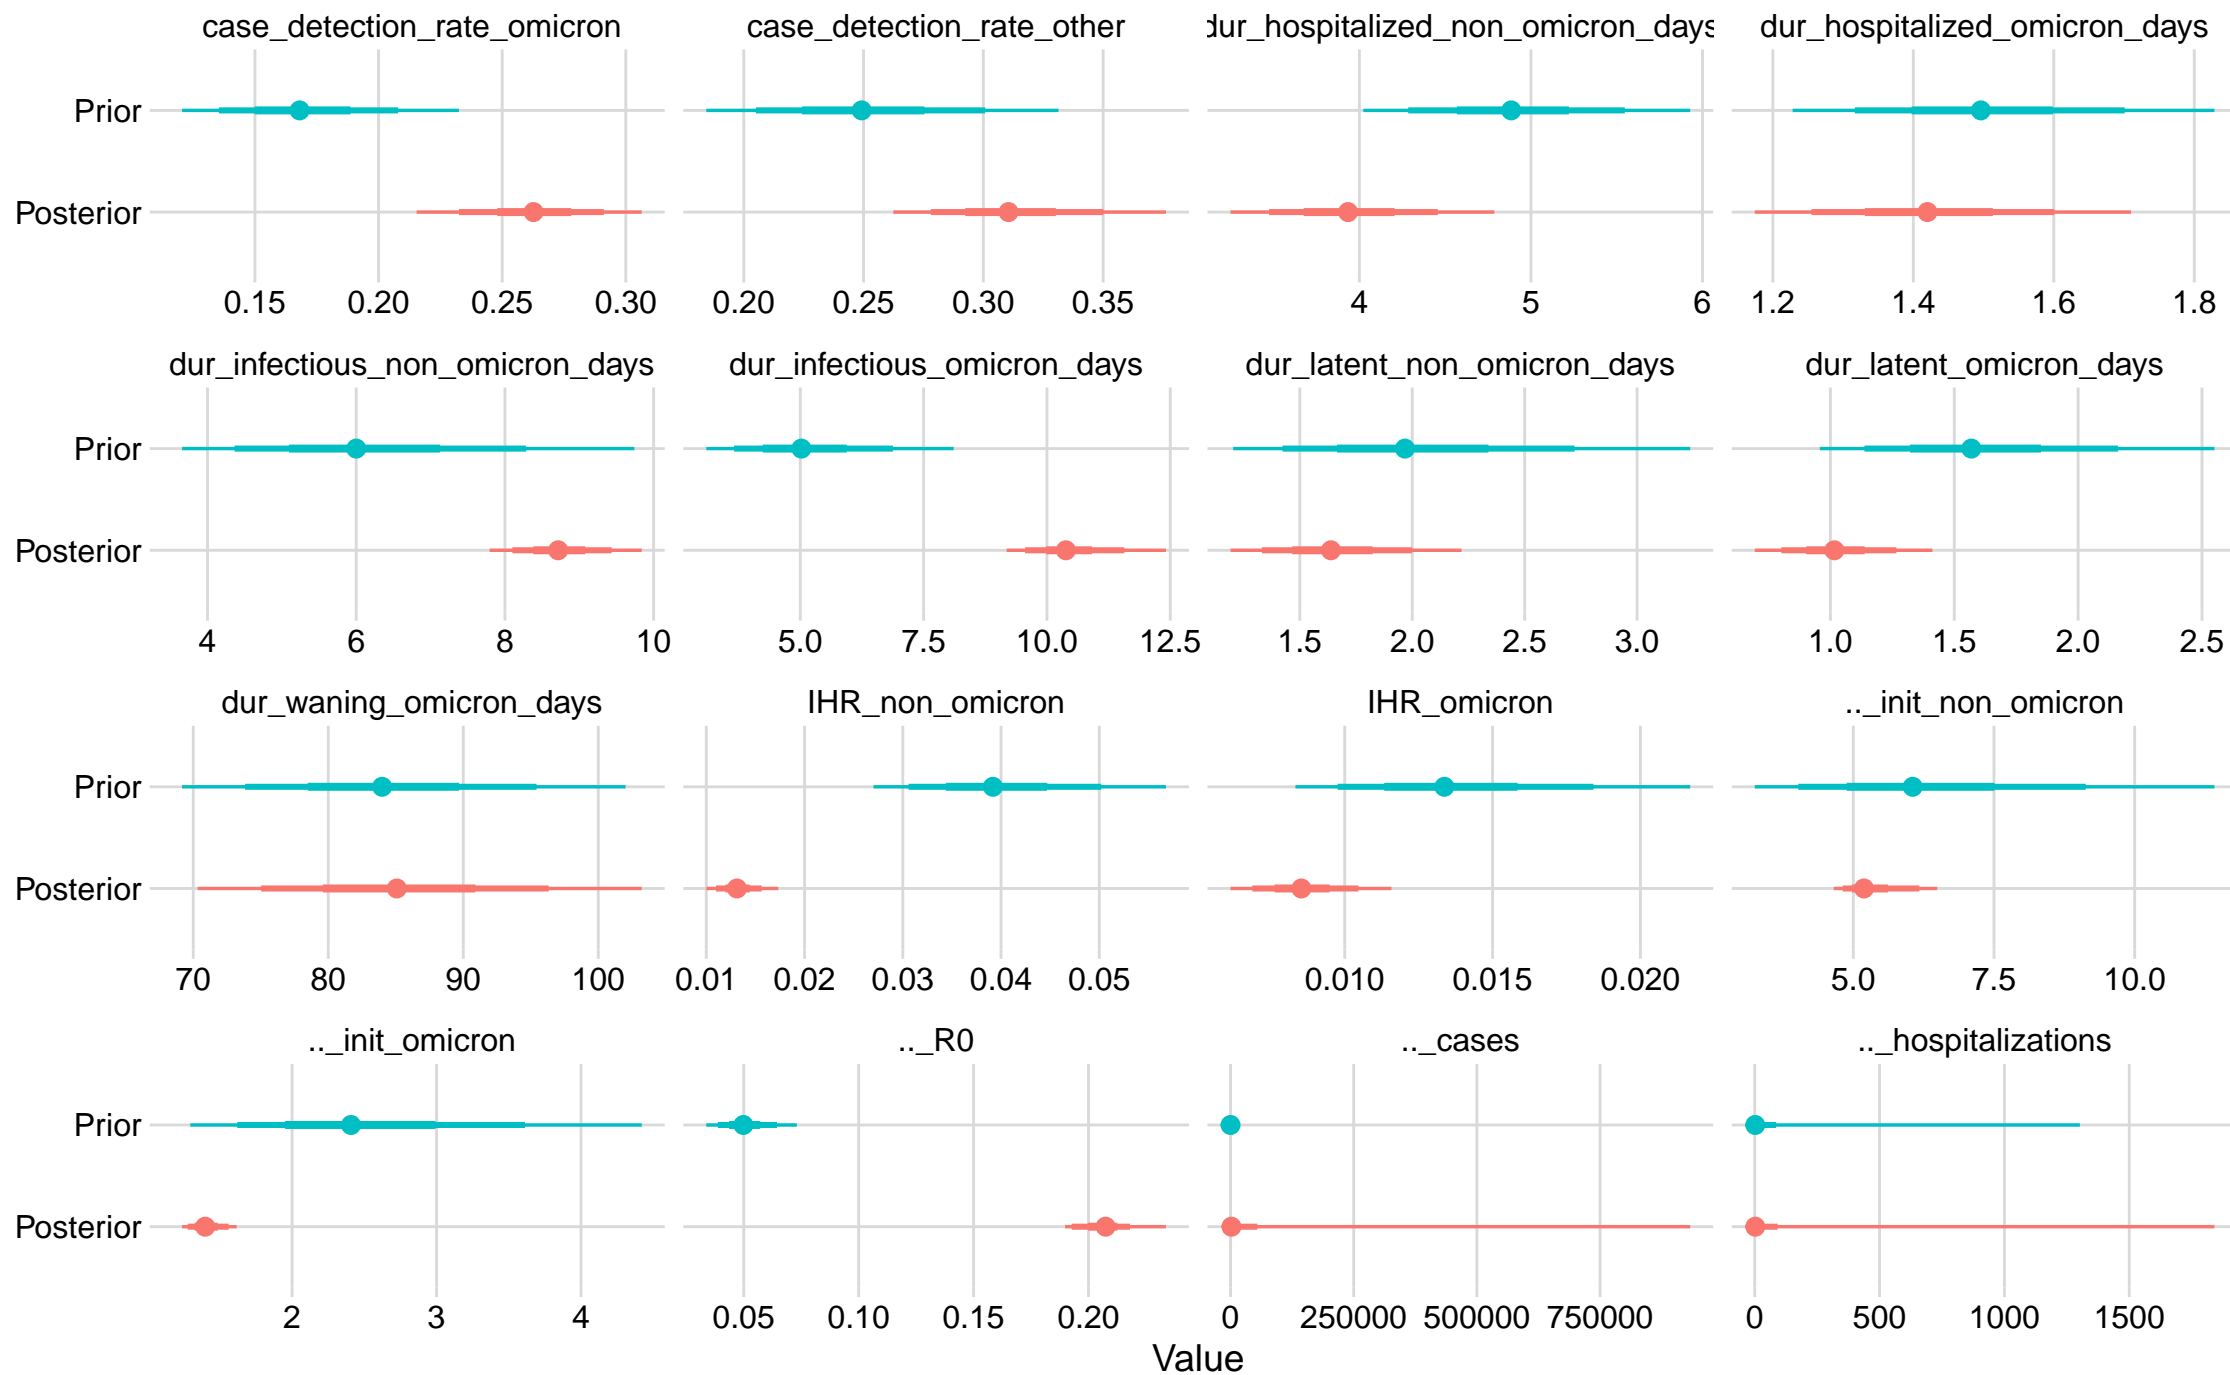 case_detection_rate_omicron case_detection_rate_other dur_hospitalized_non_omicron_days dur_hospitalized_omicron_days
Prior
Posterior
0.15 0.20 0.25 0.30 0.20 0.25 0.30 0.35 4 5 6 1.2 1.4 1.6 1.8
dur_infectious_non_omicron_days dur_infectious_omicron_days dur_latent_non_omicron_days dur_latent_omicron_days
Prior
Posterior
4 6 8 10 5.0 7.5 10.0 12.5 1.5 2.0 2.5 3.0 1.0 1.5 2.0 2.5
dur_waning_omicron_days IHR_non_omicron IHR_omicron .._init_non_omicron
Prior
Posterior
70 80 90 100 0.01 0.02 0.03 0.04 0.05 0.010 0.015 0.020 5.0 7.5 10.0
.._init_omicron .._R0 .._cases .._hospitalizations
Prior
Posterior
2 3 4 0.05 0.10 0.15 0.20 0 250000 500000 750000 0 500 1000 1500
Value